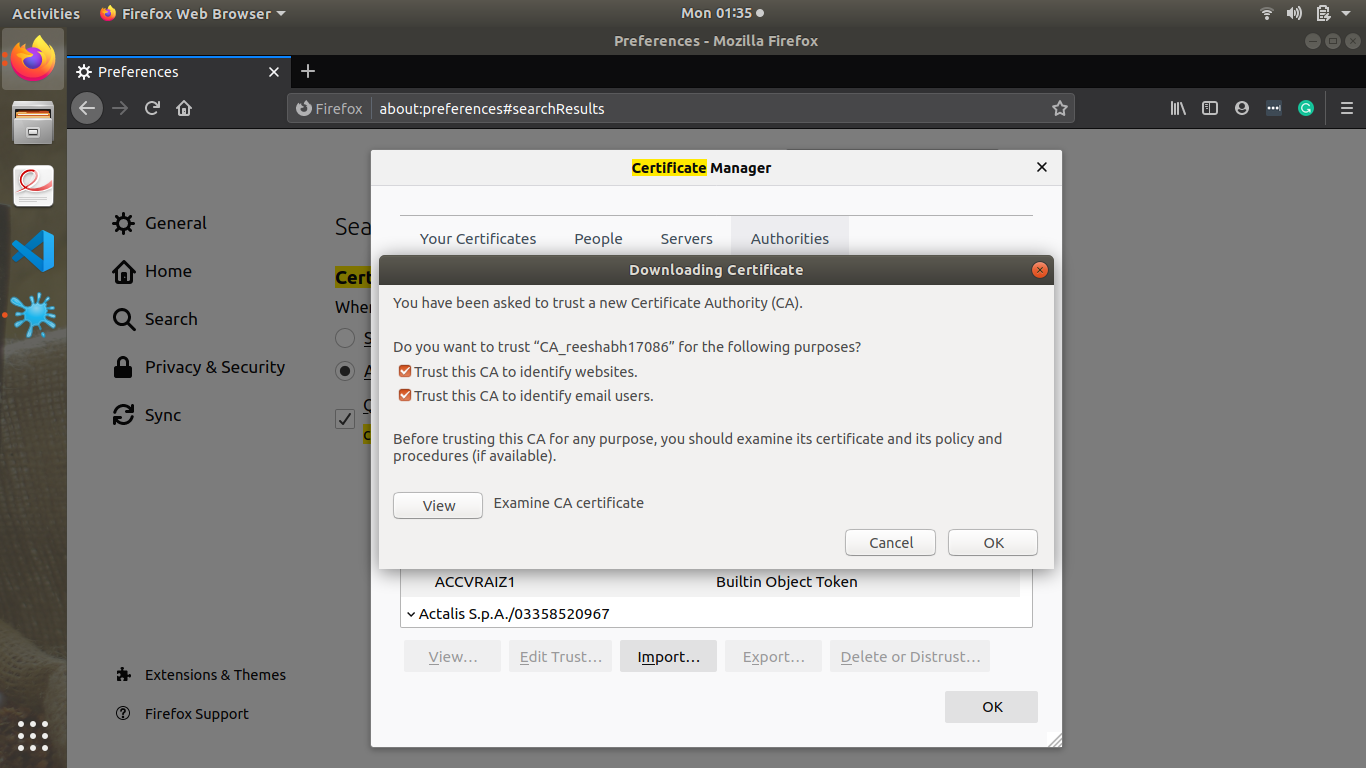 Activities
Firefox Web Browser
Mon 01:35
Preferences - Mozilla Firefox
Preferences
Firefox
about:preferences#searchResults
General
Home
Search
Privacy & Security
Sync
Extensions & Themes
Firefox Support
Sea
Cert
Whe
Certificate Manager
Your Certificates
People
Servers
Authorities
Downloading Certificate
You have been asked to trust a new Certificate Authority (CA).
Do you want to trust “CA_reeshabh17086” for the following purposes?
Trust this CA to identify websites.
Trust this CA to identify email users.
Before trusting this CA for any purpose, you should examine its certificate and its policy and
procedures (if available).
View
Examine CA certificate
Cancel
OK
ACCVRAIZ1
Builtin Object Token
Actalis S.p.A./03358520967
View…
Edit Trust…
Import…
Export…
Delete or Distrust…
OK